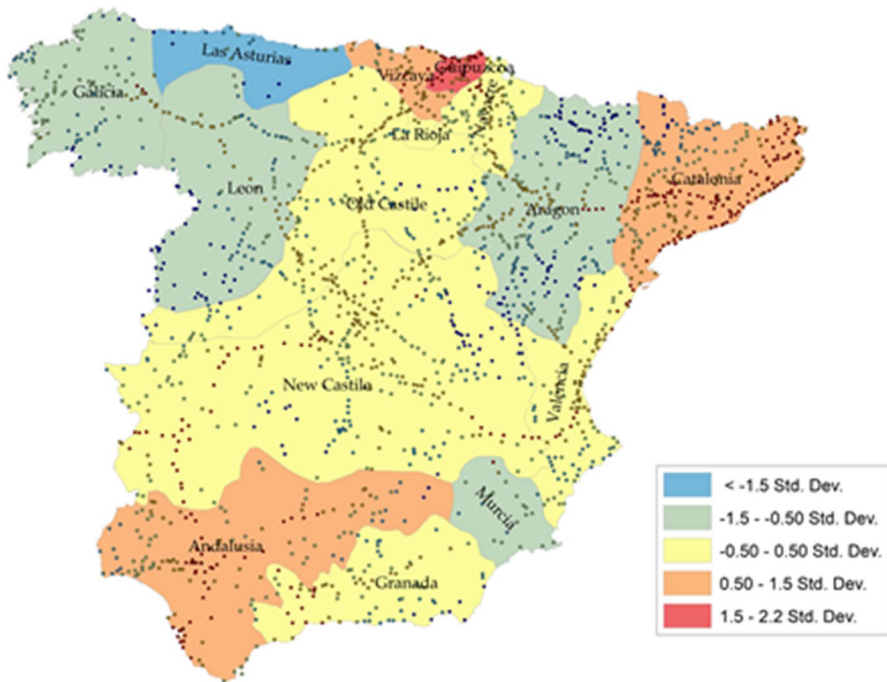 Las Asturias
Galicia
Vizcaya
Guipuzcoa
Navarre
La Rioja
Leon
Old Castile
Aragon
Catalonia
New Castile
Valencia
Murcia
Andalusia
Granada
< -1.5 Std. Dev.
-1.5 - -0.50 Std. Dev.
-0.50 - 0.50 Std. Dev.
0.50 - 1.5 Std. Dev.
1.5 - 2.2 Std. Dev.